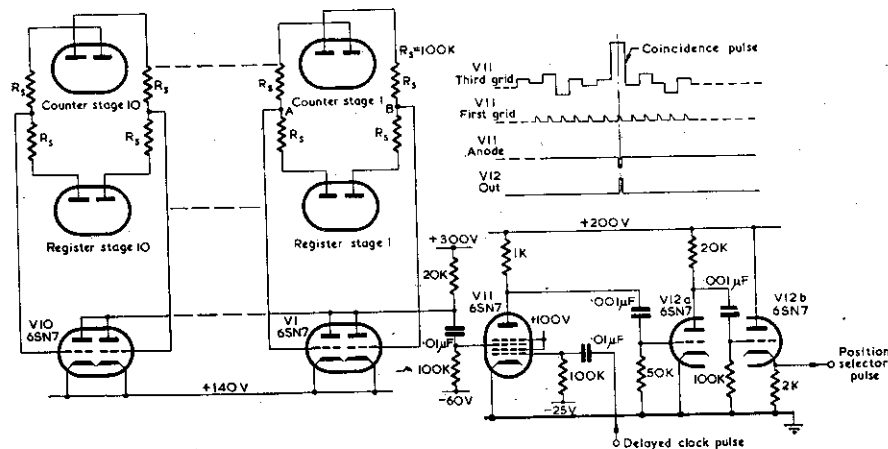 Rs
Rs
Rs
Rs
Counter stage 10
Register stage 10
Rs
Rs=100K
Counter stage 1
A
B
Rs
Rs
Register stage 1
V11
Third grid
Coincidence pulse
V11
First grid
V11
Anode
V12
Out
+300V
20K
+200V
1K
20K
V11
6SN7
+100V
·001μF
V12a
6SN7
·001μF
V12b
6SN7
V10
6SN7
V1
6SN7
·01μF
100K
-60V
·01μF
100K
-25V
50K
100K
2K
Position
selector
pulse
+140V
Delayed clock pulse